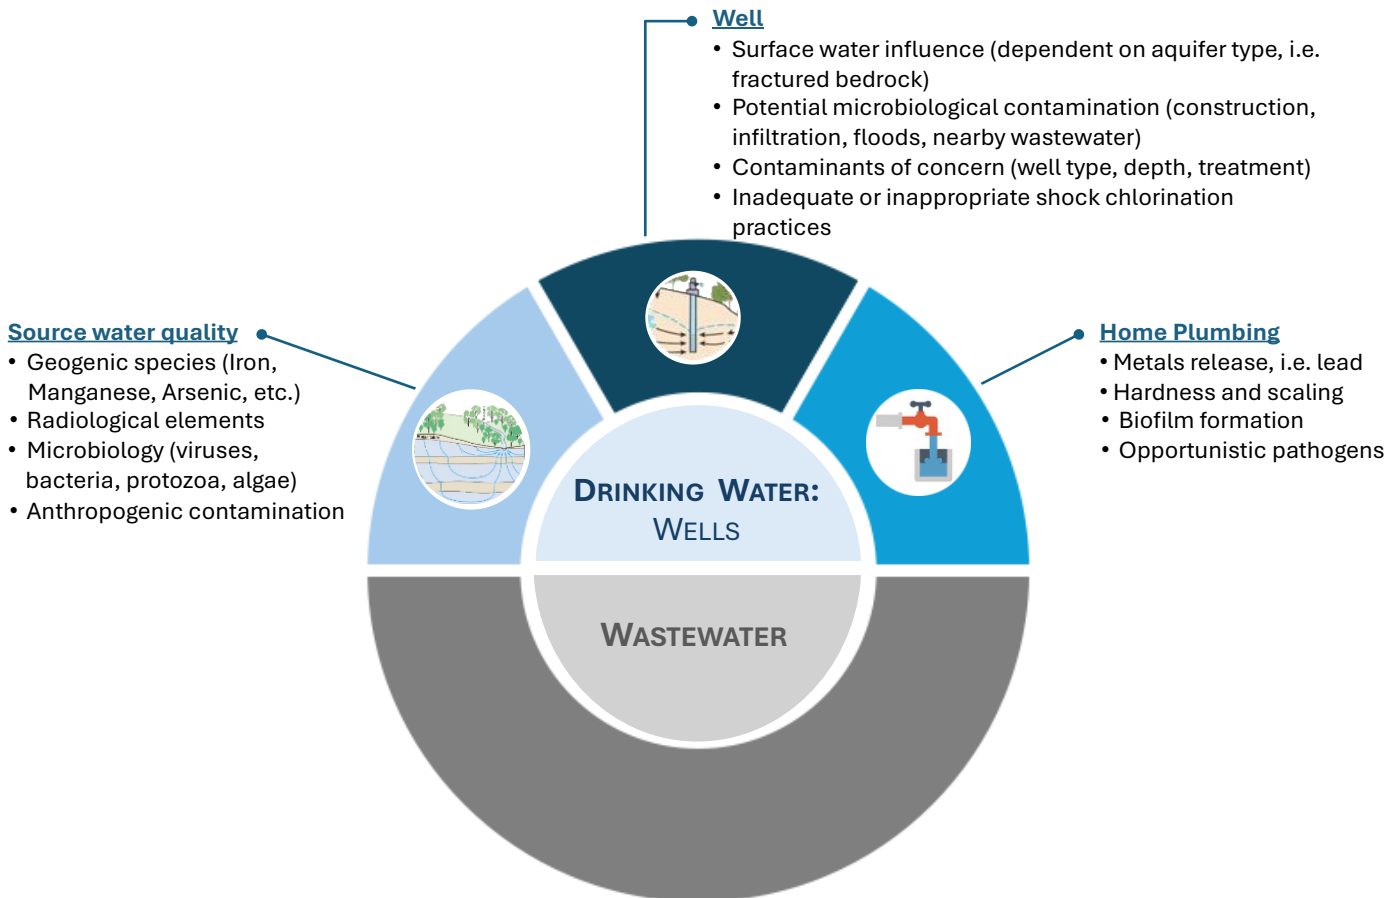 Well
• Surface water influence (dependent on aquifer type, i.e.
fractured bedrock)
• Potential microbiological contamination (construction,
infiltration, floods, nearby wastewater)
• Contaminants of concern (well type, depth, treatment)
• Inadequate or inappropriate shock chlorination
practices
Source water quality
• Geogenic species (Iron,
Manganese, Arsenic, etc.)
• Radiological elements
• Microbiology (viruses,
bacteria, protozoa, algae)
• Anthropogenic contamination
Home Plumbing
• Metals release, i.e. lead
• Hardness and scaling
• Biofilm formation
• Opportunistic pathogens
DRINKING WATER:
WELLS
WASTEWATER